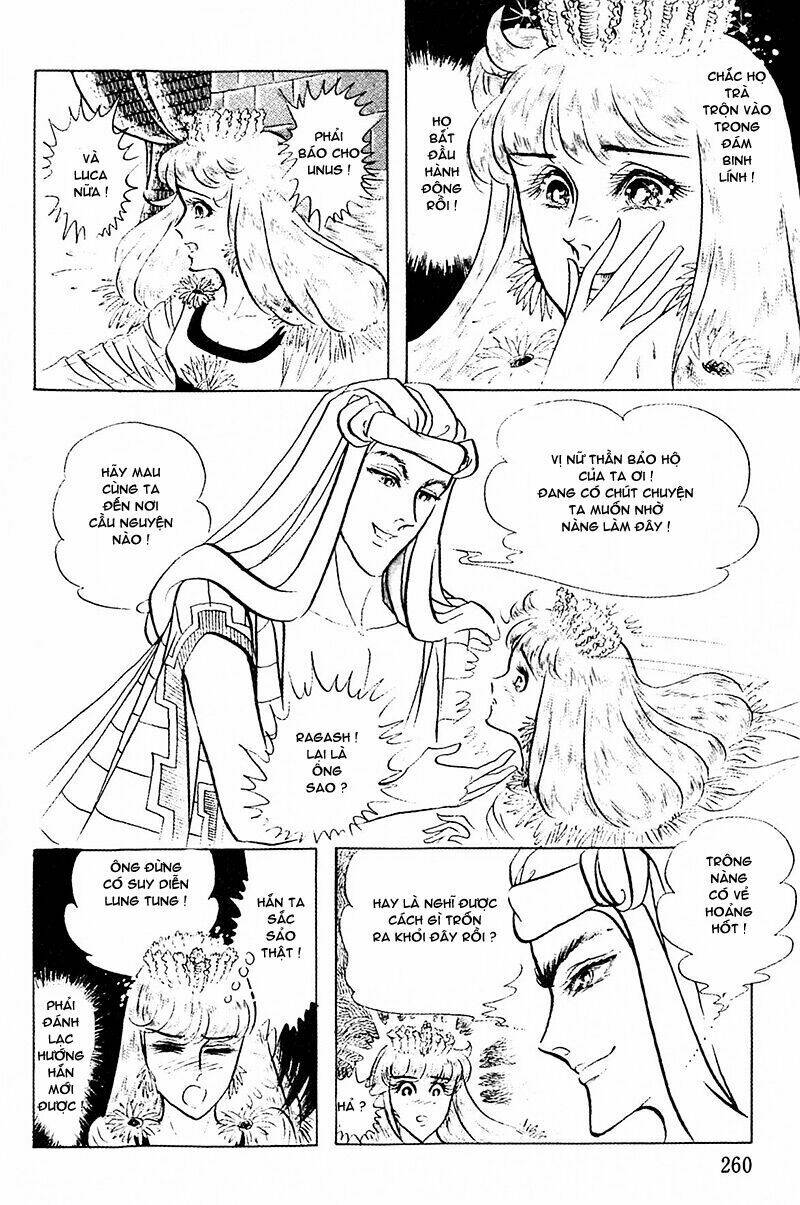 CHẮC HỌ
TRÀ
TRỘN VÀO
TRONG
ĐÁM
BINH
LÍNH !
HỌ
BẮT
ĐẦU
HÀNH
ĐỘNG
RỒI !
PHẢI
BÁO CHO
UNUS !
VÀ
LUCA
NỮA !
VỊ NỮ THẦN BẢO HỘ
CỦA TA ƠI !
ĐANG CÓ CHÚT CHUYỆN
TA MUỐN NHỜ
NÀNG LÀM ĐÂY !
HÃY MAU
CÙNG TA
ĐẾN NƠI
CẦU NGUYỆN
NÀO !
RAGASH !
LẠI LÀ
ÔNG
SAO ?
TRÔNG
NÀNG
CÓ VẺ
HOẢNG
HỐT !
HAY LÀ NGHĨ ĐƯỢC
CÁCH GÌ TRỐN
RA KHỎI ĐÂY RỒI ?
HẢ ?
HẮN TA
SẮC
SẢO
THẬT !
ÔNG ĐỪNG
CÓ SUY DIỄN
LUNG TUNG !
PHẢI
ĐÁNH
LẠC
HƯỚNG
HẮN MỚI
ĐƯỢC !
260